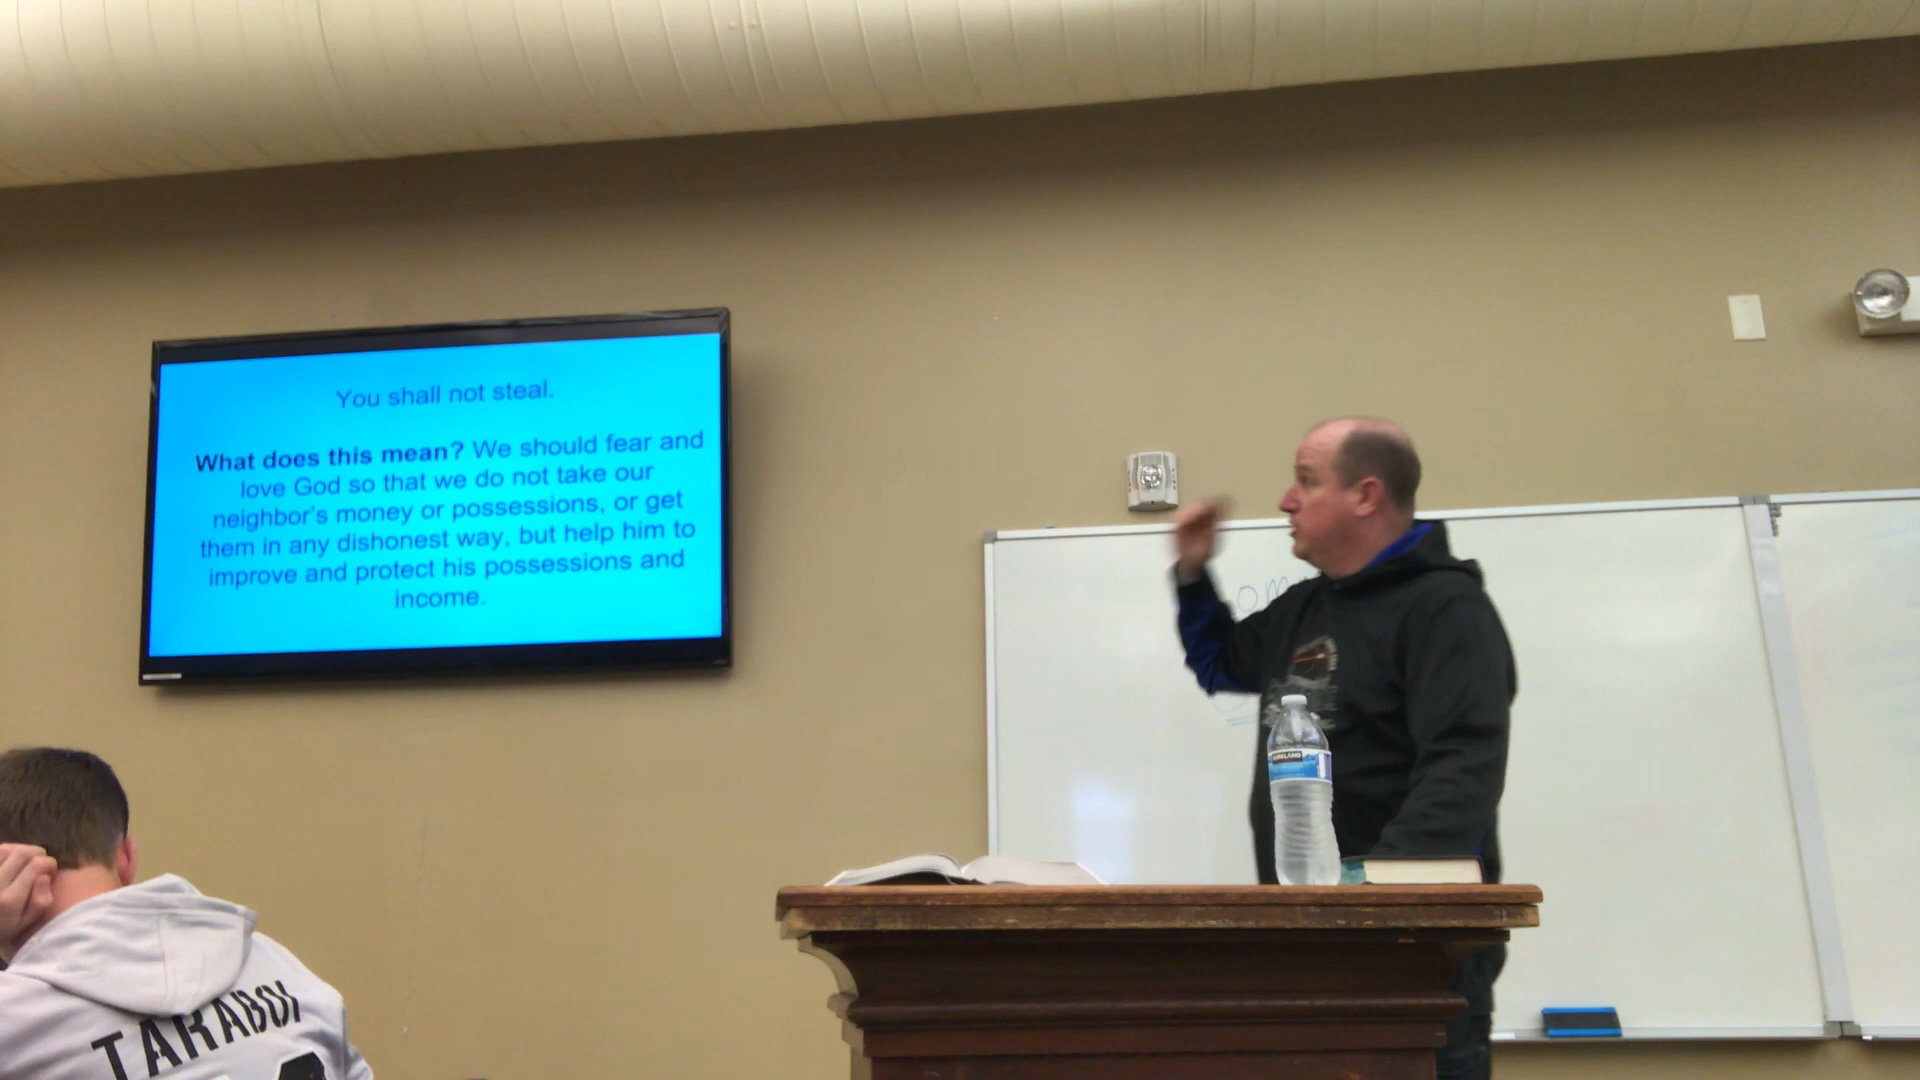 You shall not steal.
What does this mean? We should fear and
love God so that we do not take our
neighbor's money or possessions, or get
them in any dishonest way, but help him to
improve and protect his possessions and
income.
om
KIRKLAND
TARABOI